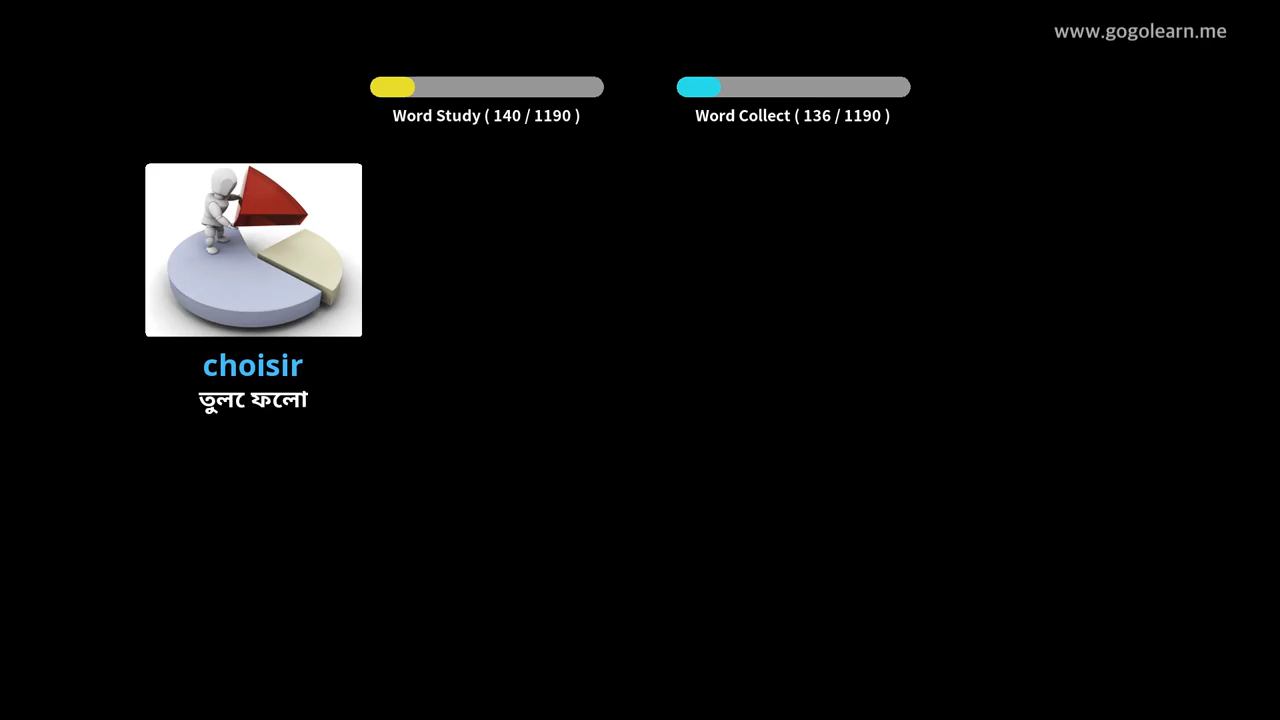 www.gogolearn.me
Word Study ( 140 / 1190 )
Word Collect ( 136 / 1190 )
choisir
তুলে ফেলো